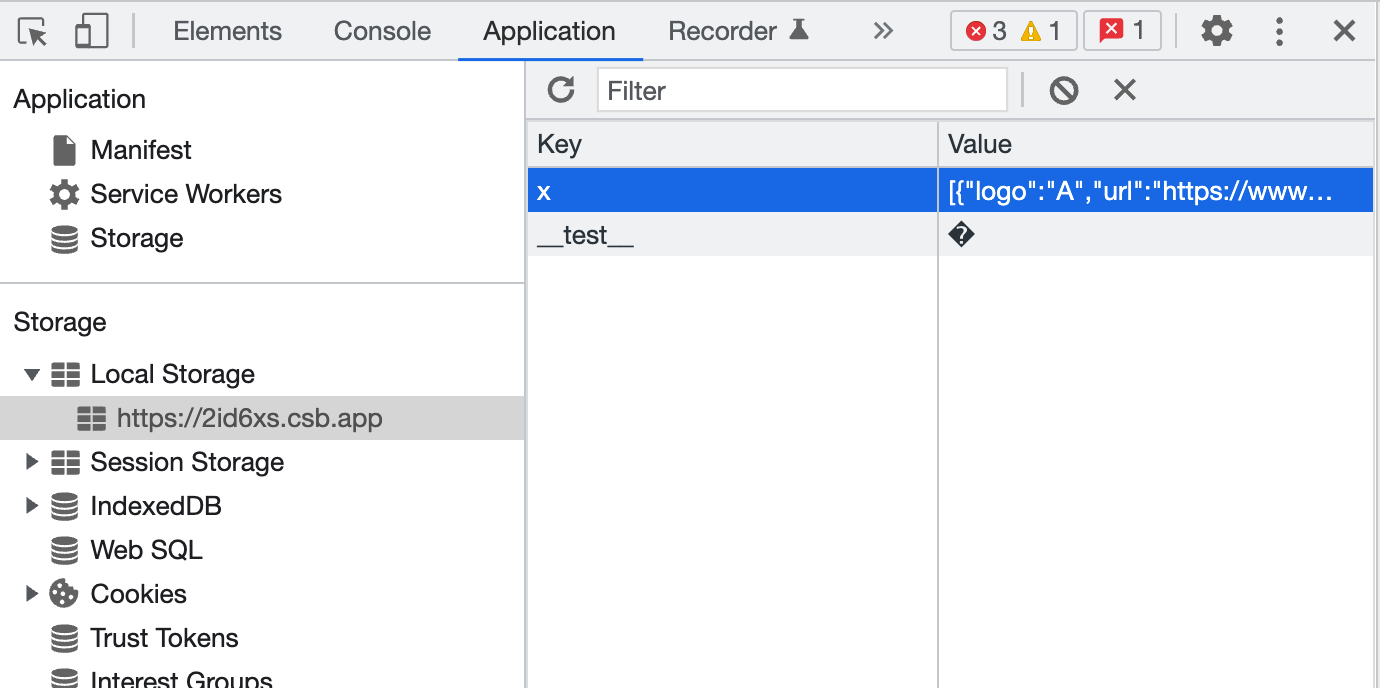 Elements Console Application Recorder 3 1 1
Application
Manifest
Service Workers
Storage
Storage
Local Storage
https://2id6xs.csb.app
Session Storage
IndexedDB
Web SQL
Cookies
Trust Tokens
Interest Groups
Filter
Key Value
x [{"logo":"A","url":"https://www…
__test__ �